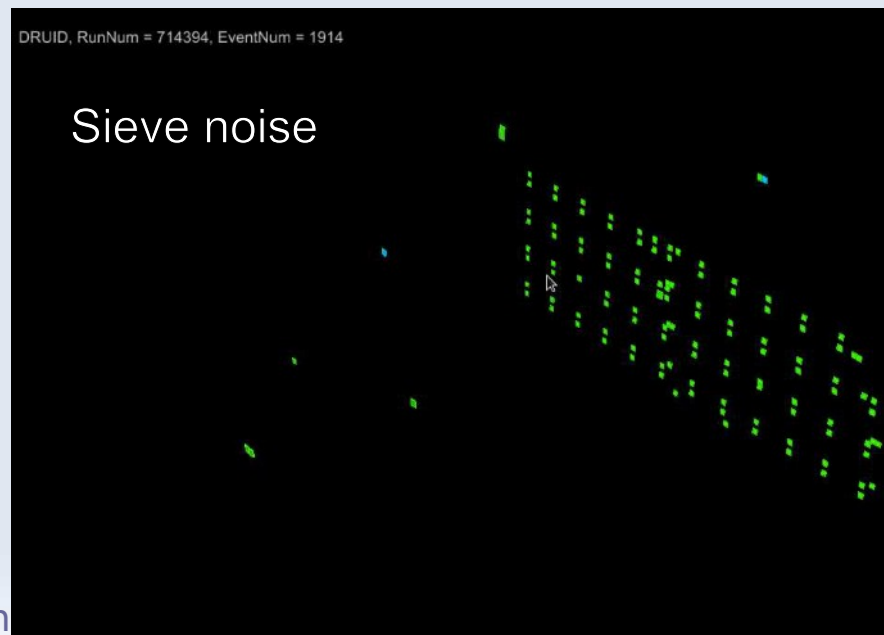 DRUID, RunNum = 714394, EventNum = 1914
Sieve noise